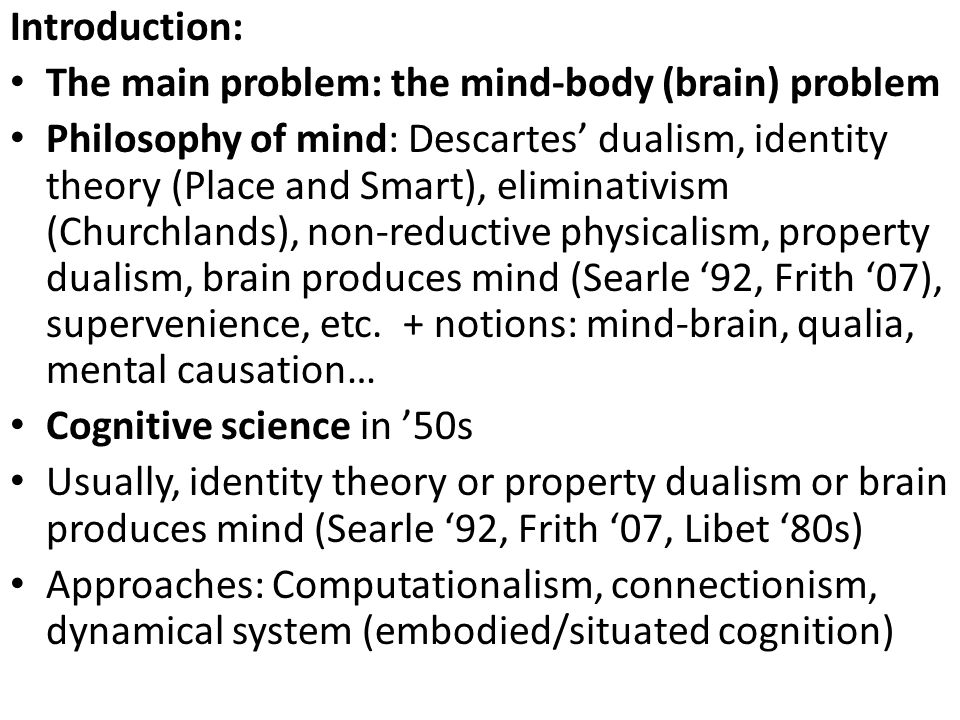 Introduction:
• The main problem: the mind-body (brain) problem
• Philosophy of mind: Descartes’ dualism, identity
theory (Place and Smart), eliminativism
(Churchlands), non-reductive physicalism, property
dualism, brain produces mind (Searle ‘92, Frith ‘07),
supervenience, etc.  + notions: mind-brain, qualia,
mental causation…
• Cognitive science in ’50s
• Usually, identity theory or property dualism or brain
produces mind (Searle ‘92, Frith ‘07, Libet ‘80s)
• Approaches: Computationalism, connectionism,
dynamical system (embodied/situated cognition)